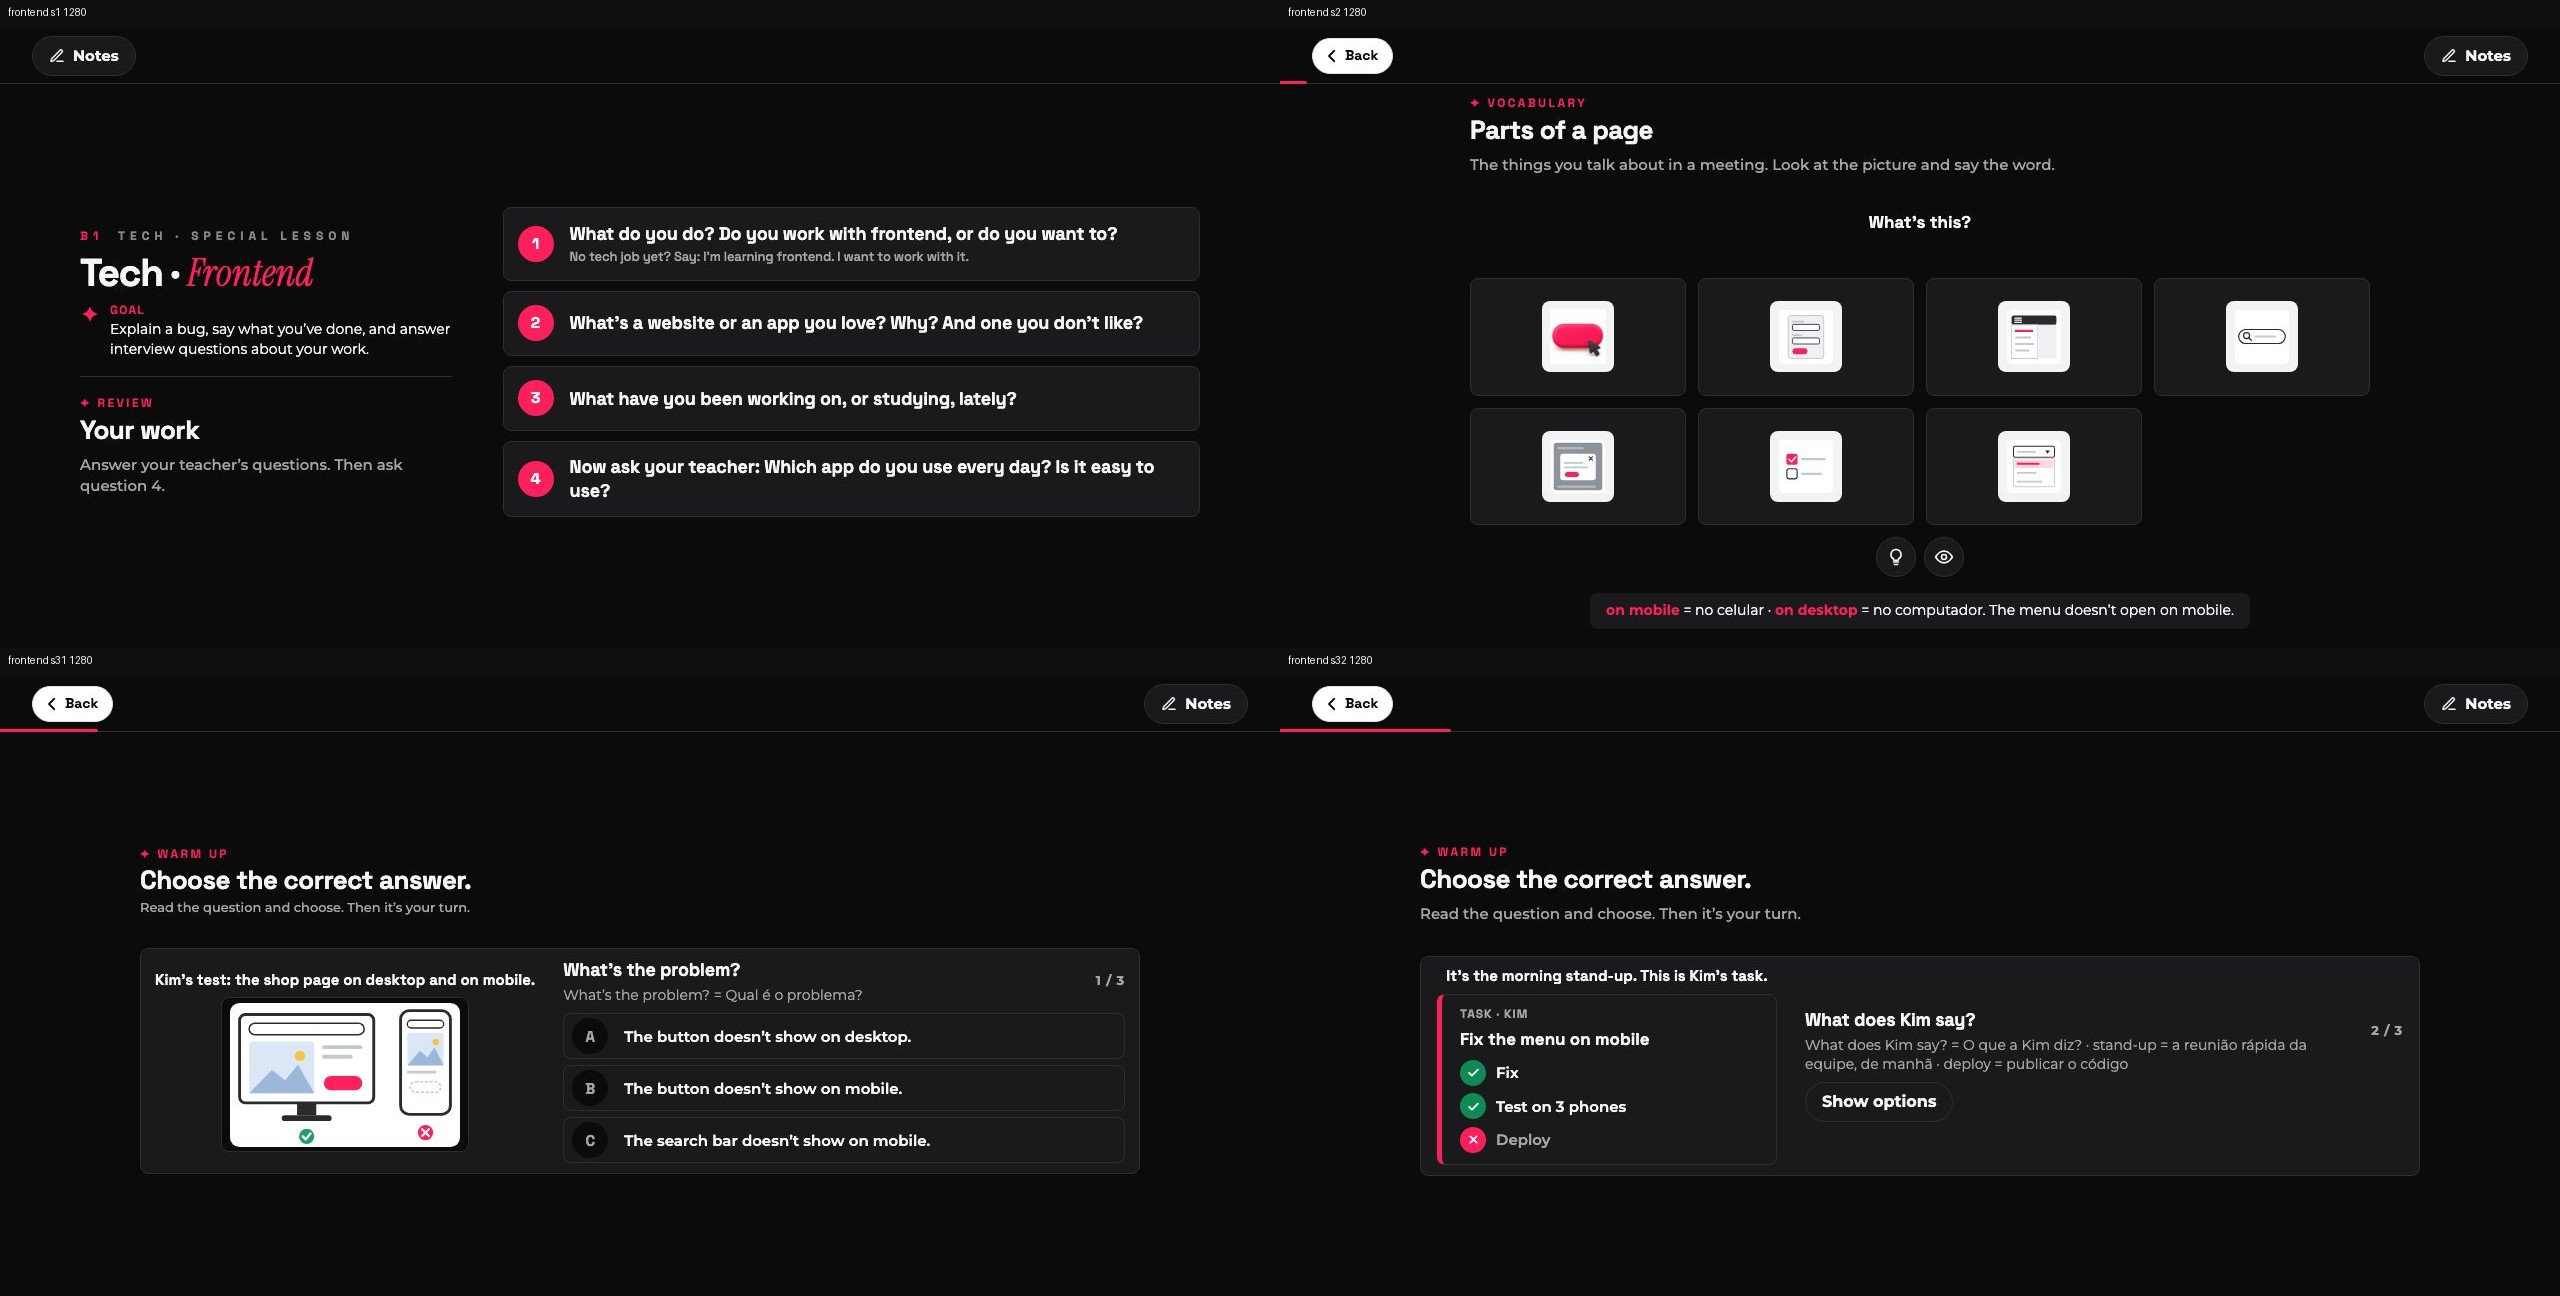 frontend s1 1280
Notes
B1 TECH · SPECIAL LESSON
Tech · Frontend
GOAL
Explain a bug, say what you've done, and answer
interview questions about your work.
REVIEW
Your work
Answer your teacher's questions. Then ask
question 4.
1
What do you do? Do you work with frontend, or do you want to?
No tech job yet? Say: I'm learning frontend. I want to work with it.
2
What's a website or an app you love? Why? And one you don't like?
3
What have you been working on, or studying, lately?
4
Now ask your teacher: Which app do you use every day? Is it easy to
use?
frontend s2 1280
Back
Notes
VOCABULARY
Parts of a page
The things you talk about in a meeting. Look at the picture and say the word.
What's this?
on mobile = no celular · on desktop = no computador. The menu doesn't open on mobile.
frontend s31 1280
Back
Notes
WARM UP
Choose the correct answer.
Read the question and choose. Then it's your turn.
Kim's test: the shop page on desktop and on mobile.
What's the problem?
1 / 3
What's the problem? = Qual é o problema?
A The button doesn't show on desktop.
B The button doesn't show on mobile.
C The search bar doesn't show on mobile.
frontend s32 1280
Back
Notes
WARM UP
Choose the correct answer.
Read the question and choose. Then it's your turn.
It's the morning stand-up. This is Kim's task.
TASK · KIM
Fix the menu on mobile
Fix
Test on 3 phones
Deploy
What does Kim say?
2 / 3
What does Kim say? = O que a Kim diz? · stand-up = a reunião rápida da
equipe, de manhã · deploy = publicar o código
Show options